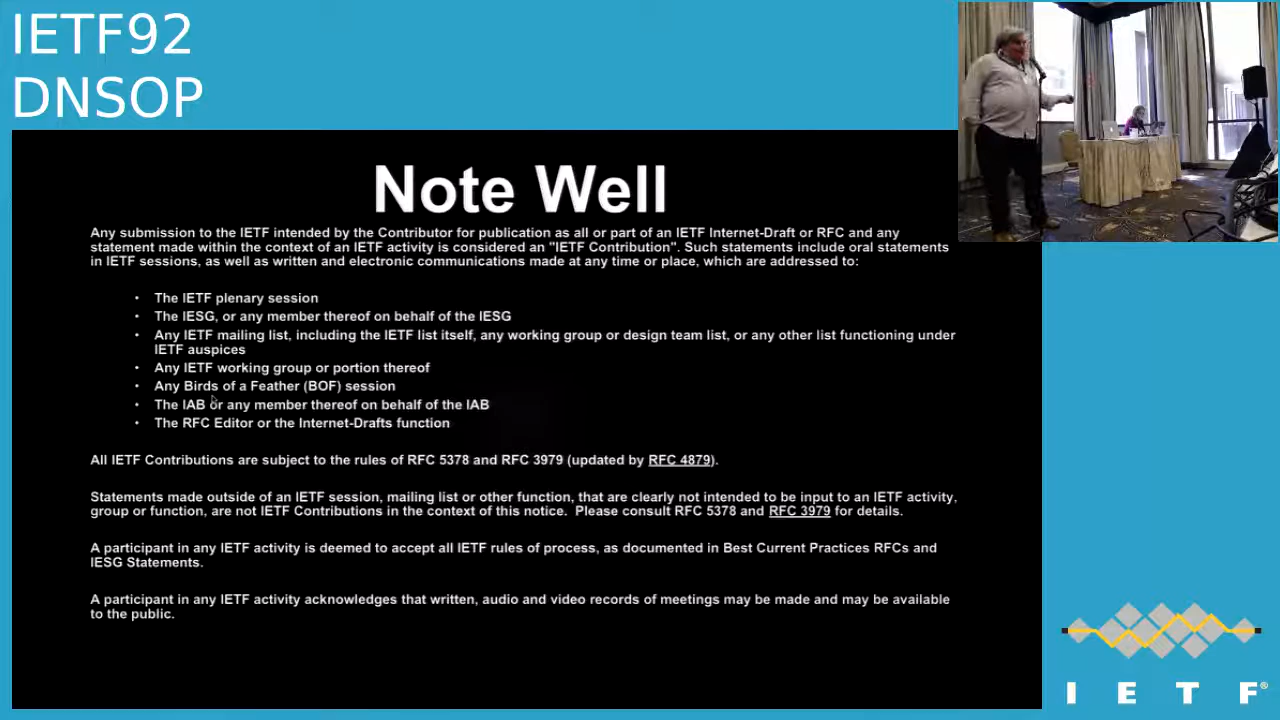 IETF92
DNSOP
Note Well
Any submission to the IETF intended by the Contributor for publication as all or part of an IETF Internet-Draft or RFC and any
statement made within the context of an IETF activity is considered an "IETF Contribution". Such statements include oral statements
in IETF sessions, as well as written and electronic communications made at any time or place, which are addressed to:
• The IETF plenary session
• The IESG, or any member thereof on behalf of the IESG
• Any IETF mailing list, including the IETF list itself, any working group or design team list, or any other list functioning under
IETF auspices
• Any IETF working group or portion thereof
• Any Birds of a Feather (BOF) session
• The IAB or any member thereof on behalf of the IAB
• The RFC Editor or the Internet-Drafts function
All IETF Contributions are subject to the rules of RFC 5378 and RFC 3979 (updated by RFC 4879).
Statements made outside of an IETF session, mailing list or other function, that are clearly not intended to be input to an IETF activity,
group or function, are not IETF Contributions in the context of this notice.  Please consult RFC 5378 and RFC 3979 for details.
A participant in any IETF activity is deemed to accept all IETF rules of process, as documented in Best Current Practices RFCs and
IESG Statements.
A participant in any IETF activity acknowledges that written, audio and video records of meetings may be made and may be available
to the public.
I E T F®